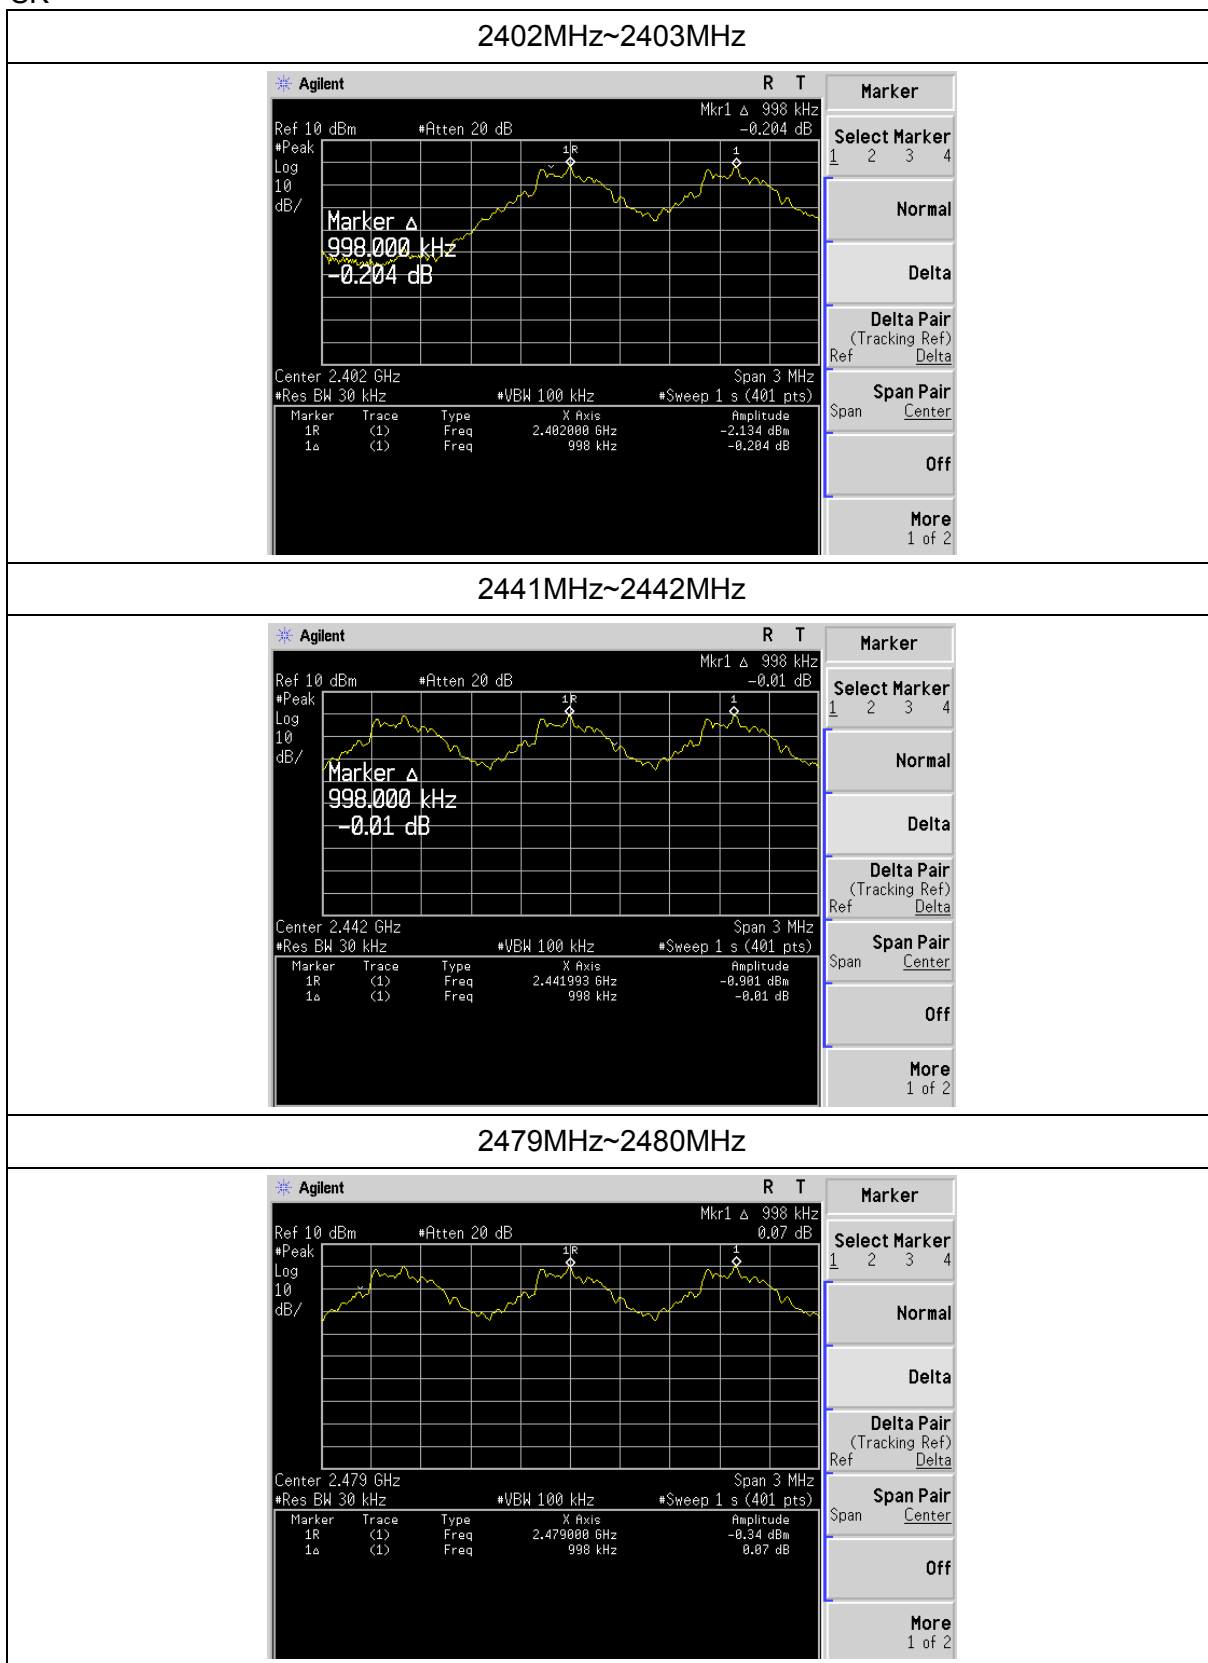 2402MHz~2403MHz
Agilent R T
Mkr1 Δ 998 kHz
Ref 10 dBm #Atten 20 dB -0.204 dB
#Peak
Log
10
dB/
1R 1
Marker Δ
998.000 kHz
-0.204 dB
Center 2.402 GHz Span 3 MHz
#Res BW 30 kHz #VBW 100 kHz #Sweep 1 s (401 pts)
Marker Trace Type X Axis Amplitude
1R (1) Freq 2.402000 GHz -2.134 dBm
1Δ (1) Freq 998 kHz -0.204 dB
Marker
Select Marker
1 2 3 4
Normal
Delta
Delta Pair
(Tracking Ref)
Ref Delta
Span Pair
Span Center
Off
More
1 of 2
2441MHz~2442MHz
Agilent R T
Mkr1 Δ 998 kHz
Ref 10 dBm #Atten 20 dB -0.01 dB
#Peak
Log
10
dB/
1R 1
Marker Δ
998.000 kHz
-0.01 dB
Center 2.442 GHz Span 3 MHz
#Res BW 30 kHz #VBW 100 kHz #Sweep 1 s (401 pts)
Marker Trace Type X Axis Amplitude
1R (1) Freq 2.441993 GHz -0.901 dBm
1Δ (1) Freq 998 kHz -0.01 dB
Marker
Select Marker
1 2 3 4
Normal
Delta
Delta Pair
(Tracking Ref)
Ref Delta
Span Pair
Span Center
Off
More
1 of 2
2479MHz~2480MHz
Agilent R T
Mkr1 Δ 998 kHz
Ref 10 dBm #Atten 20 dB 0.07 dB
#Peak
Log
10
dB/
1R 1
Center 2.479 GHz Span 3 MHz
#Res BW 30 kHz #VBW 100 kHz #Sweep 1 s (401 pts)
Marker Trace Type X Axis Amplitude
1R (1) Freq 2.479000 GHz -0.34 dBm
1Δ (1) Freq 998 kHz 0.07 dB
Marker
Select Marker
1 2 3 4
Normal
Delta
Delta Pair
(Tracking Ref)
Ref Delta
Span Pair
Span Center
Off
More
1 of 2